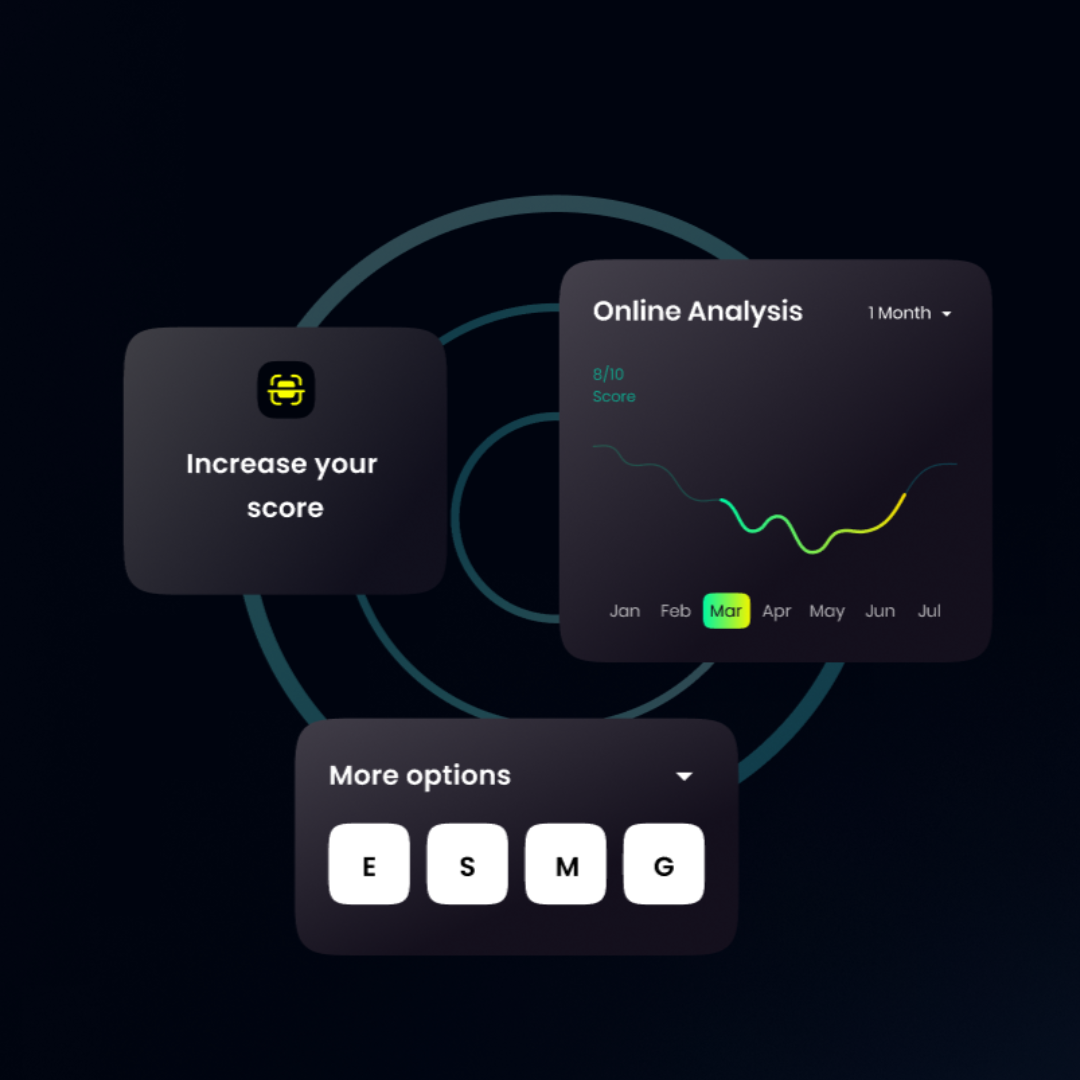 Increase your
score
Online Analysis
1 Month
8/10
Score
Jan Feb Mar Apr May Jun Jul
More options
E S M G